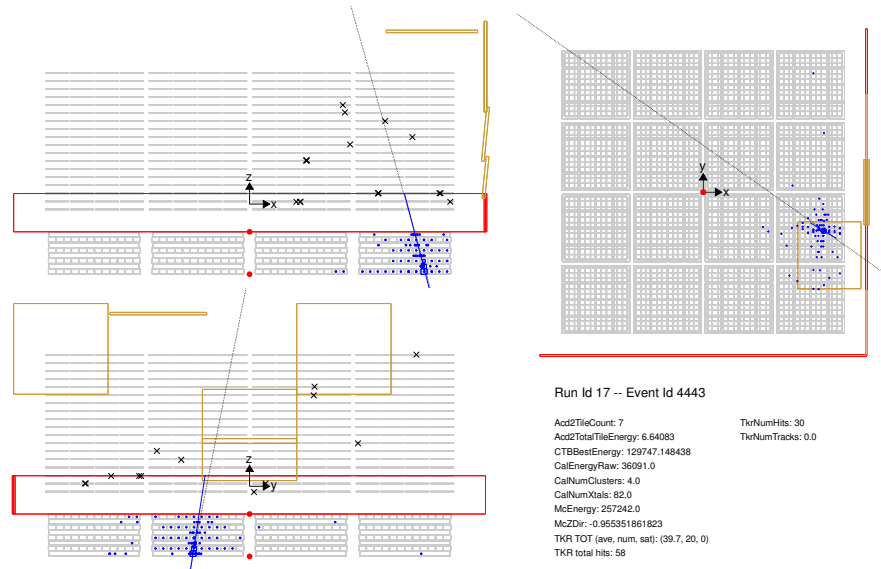 z
x
y
x
z
y
Run Id 17 -- Event Id 4443
Acd2TileCount: 7
TkrNumHits: 30
Acd2TotalTileEnergy: 6.64083
TkrNumTracks: 0.0
CTBBestEnergy: 129747.148438
CalEnergyRaw: 36091.0
CalNumClusters: 4.0
CalNumXtals: 82.0
McEnergy: 257242.0
McZDir: -0.955351861823
TKR TOT (ave, num, sat): (39.7, 20, 0)
TKR total hits: 58